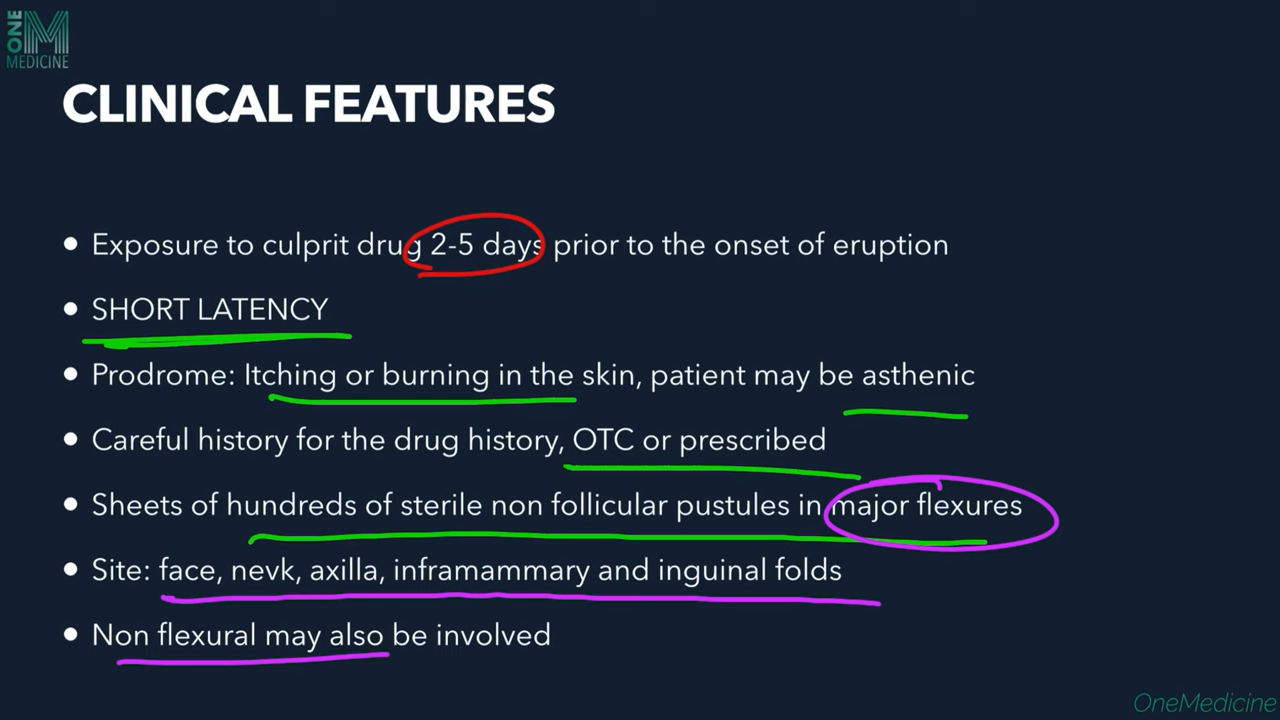 ONE M
MEDICINE
CLINICAL FEATURES
• Exposure to culprit drug 2-5 days prior to the onset of eruption
• SHORT LATENCY
• Prodrome: Itching or burning in the skin, patient may be asthenic
• Careful history for the drug history, OTC or prescribed
• Sheets of hundreds of sterile non follicular pustules in major flexures
• Site: face, nevk, axilla, inframammary and inguinal folds
• Non flexural may also be involved
OneMedicine